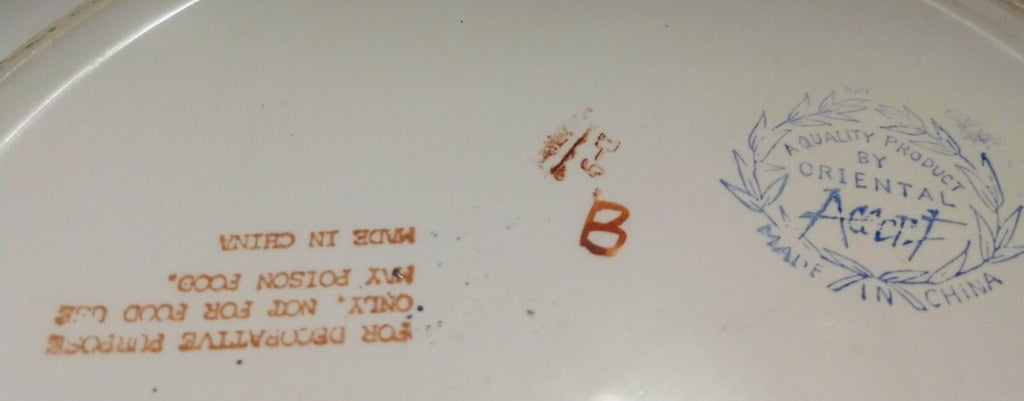 FOR DECORATIVE PURPOSE
ONLY. NOT FOR FOOD USE
MAY POISON FOOD.
MADE IN CHINA
B
A QUALITY PRODUCT
BY
ORIENTAL
Accent
MADE IN CHINA